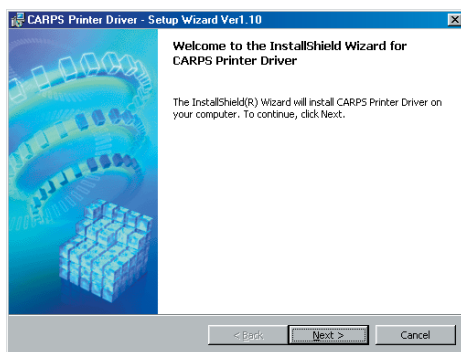 CARPS Printer Driver - Setup Wizard Ver1.10
Welcome to the InstallShield Wizard for
CARPS Printer Driver
The InstallShield(R) Wizard will install CARPS Printer Driver on
your computer. To continue, click Next.
< Back
Next >
Cancel